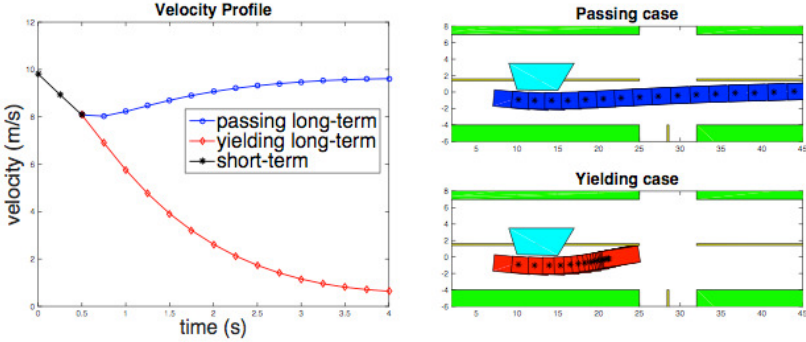 Velocity Profile
12
10
8
6
4
2
0
velocity (m/s)
passing long-term
yielding long-term
short-term
0 0.5 1 1.5 2 2.5 3 3.5 4
time (s)
Passing case
8
6
4
2
0
-2
-4
-6
5 10 15 20 25 30 35 40 45
Yielding case
8
6
4
2
0
-2
-4
-6
5 10 15 20 25 30 35 40 45